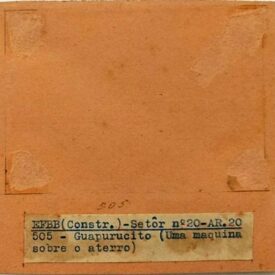 505
EFBB(Constr.)-Setôr nº20-AR.20
505 - Guapurucito (Uma maquina
sobre o aterro)